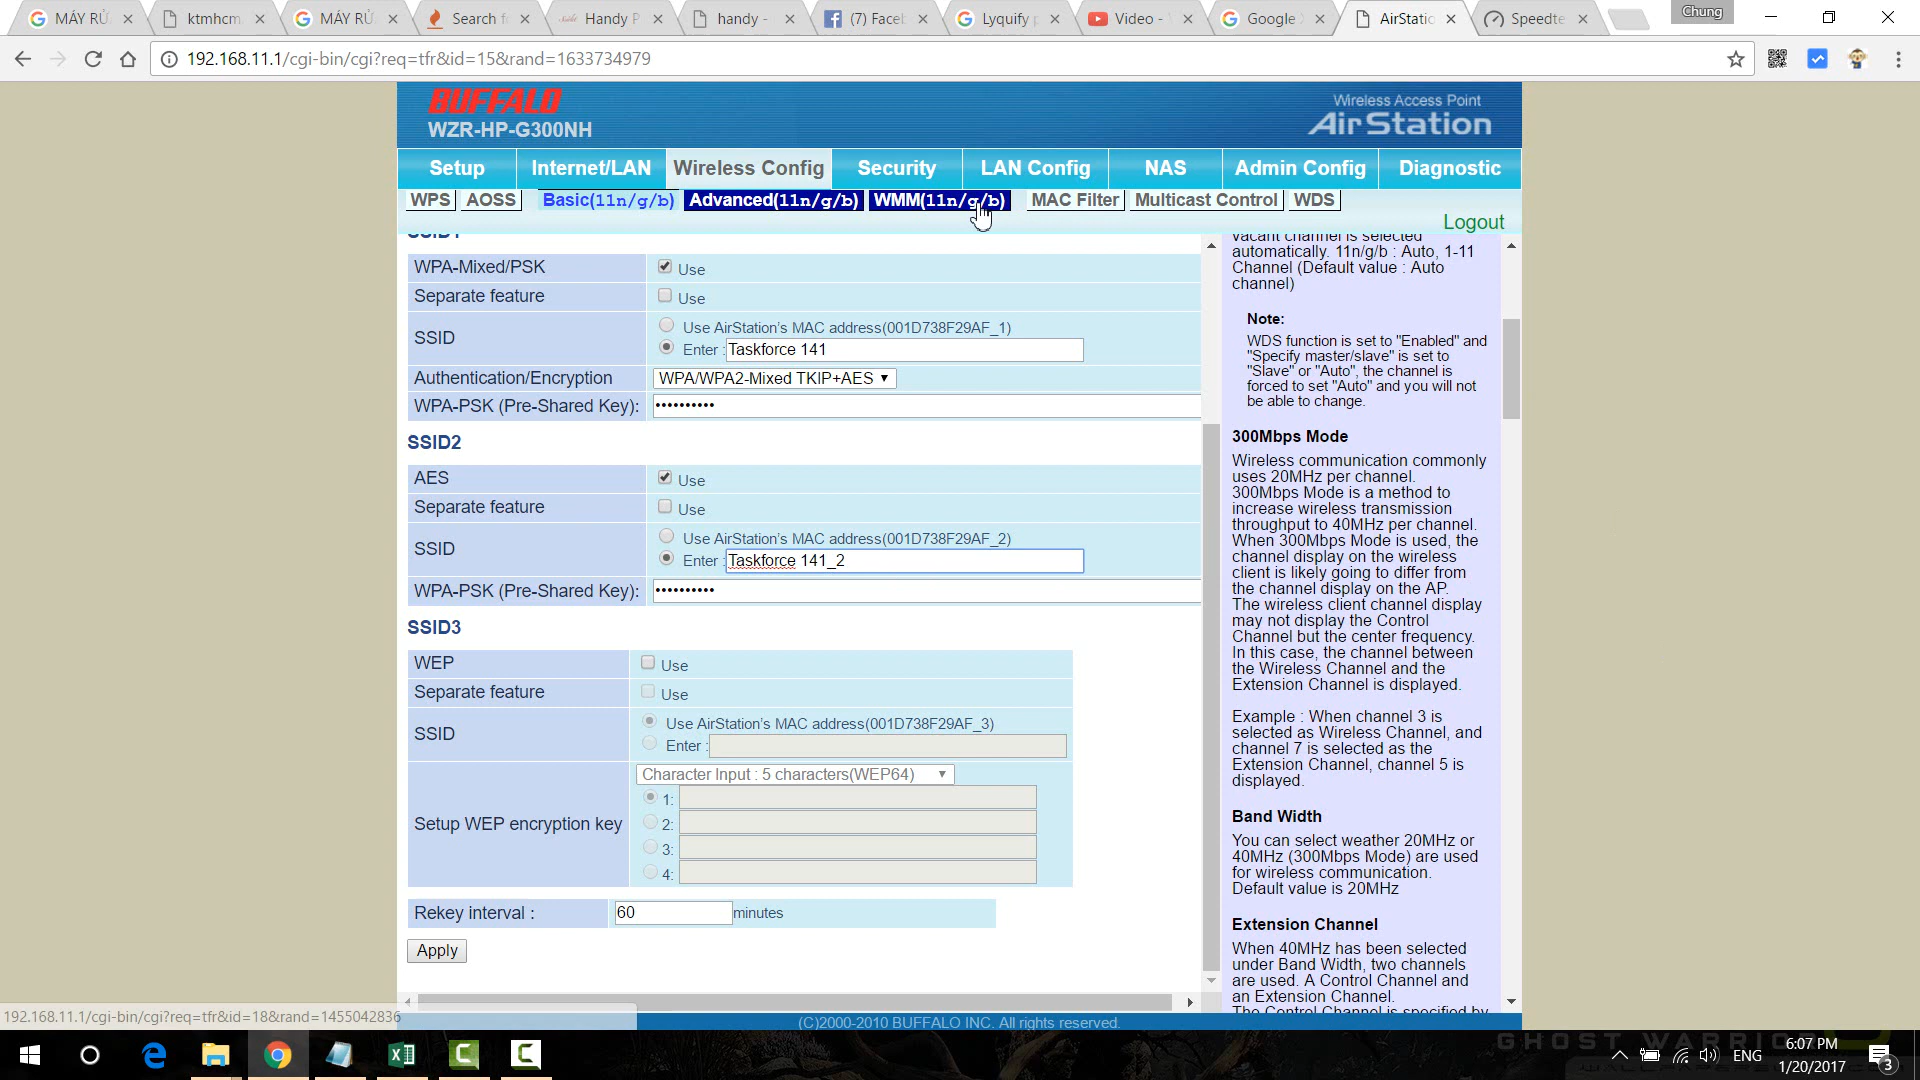 MÁY RỬ
ktmhcm.
MÁY RỬ
Search f
Handy P
handy -
(7) Faceb
Lyquify p
Video -
Google
AirStatio
Speedte
Chung
192.168.11.1/cgi-bin/cgi?req=tfr&id=15&rand=1633734979
BUFFALO
WZR-HP-G300NH
Wireless Access Point
AirStation
Setup Internet/LAN Wireless Config Security LAN Config NAS Admin Config Diagnostic
WPS AOSS Basic(11n/g/b) Advanced(11n/g/b) WMM(11n/g/b) MAC Filter Multicast Control WDS
Logout
SSID1
WPA-Mixed/PSK Use
Separate feature Use
SSID
Use AirStation's MAC address(001D738F29AF_1)
Enter : Taskforce 141
Authentication/Encryption WPA/WPA2-Mixed TKIP+AES
WPA-PSK (Pre-Shared Key): ••••••••••
SSID2
AES Use
Separate feature Use
SSID
Use AirStation's MAC address(001D738F29AF_2)
Enter : Taskforce 141_2
WPA-PSK (Pre-Shared Key): ••••••••••
SSID3
WEP Use
Separate feature Use
SSID
Use AirStation's MAC address(001D738F29AF_3)
Enter :
Setup WEP encryption key
Character Input : 5 characters(WEP64)
1:
2:
3:
4:
Rekey interval : 60 minutes
Apply
vacant channel is selected
automatically. 11n/g/b : Auto, 1-11
Channel (Default value : Auto
channel)
Note:
WDS function is set to "Enabled" and
"Specify master/slave" is set to
"Slave" or "Auto", the channel is
forced to set "Auto" and you will not
be able to change.
300Mbps Mode
Wireless communication commonly
uses 20MHz per channel.
300Mbps Mode is a method to
increase wireless transmission
throughput to 40MHz per channel.
When 300Mbps Mode is used, the
channel display on the wireless
client is likely going to differ from
the channel display on the AP.
The wireless client channel display
may not display the Control
Channel but the center frequency.
In this case, the channel between
the Wireless Channel and the
Extension Channel is displayed.
Example : When channel 3 is
selected as Wireless Channel, and
channel 7 is selected as the
Extension Channel, channel 5 is
displayed.
Band Width
You can select weather 20MHz or
40MHz (300Mbps Mode) are used
for wireless communication.
Default value is 20MHz
Extension Channel
When 40MHz has been selected
under Band Width, two channels
are used. A Control Channel and
an Extension Channel.
The Control Channel is specified by
192.168.11.1/cgi-bin/cgi?req=tfr&id=18&rand=1455042836
(C)2000-2010 BUFFALO INC. All rights reserved.
GHOST WARRIO
ENG
6:07 PM
1/20/2017
3